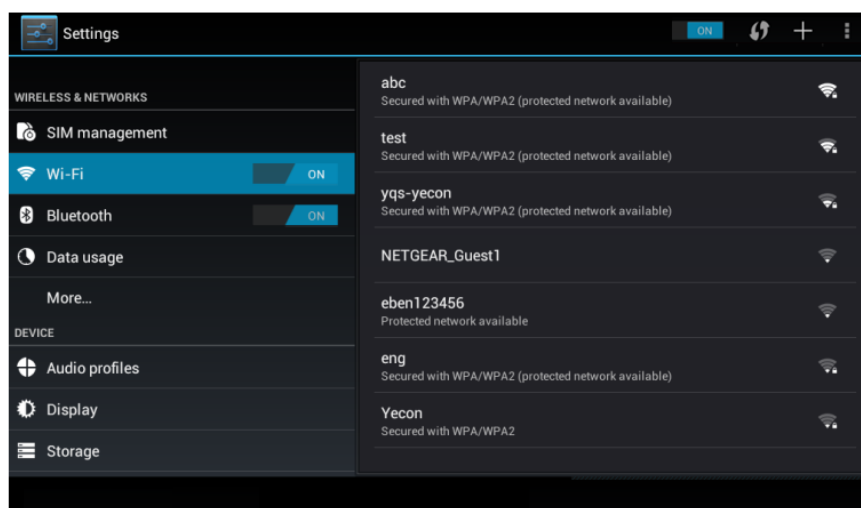 Settings
ON
WIRELESS & NETWORKS
SIM management
Wi-Fi
ON
Bluetooth
ON
Data usage
More...
DEVICE
Audio profiles
Display
Storage
abc
Secured with WPA/WPA2 (protected network available)
test
Secured with WPA/WPA2 (protected network available)
yqs-yecon
Secured with WPA/WPA2 (protected network available)
NETGEAR_Guest1
eben123456
Protected network available
eng
Secured with WPA/WPA2 (protected network available)
Yecon
Secured with WPA/WPA2